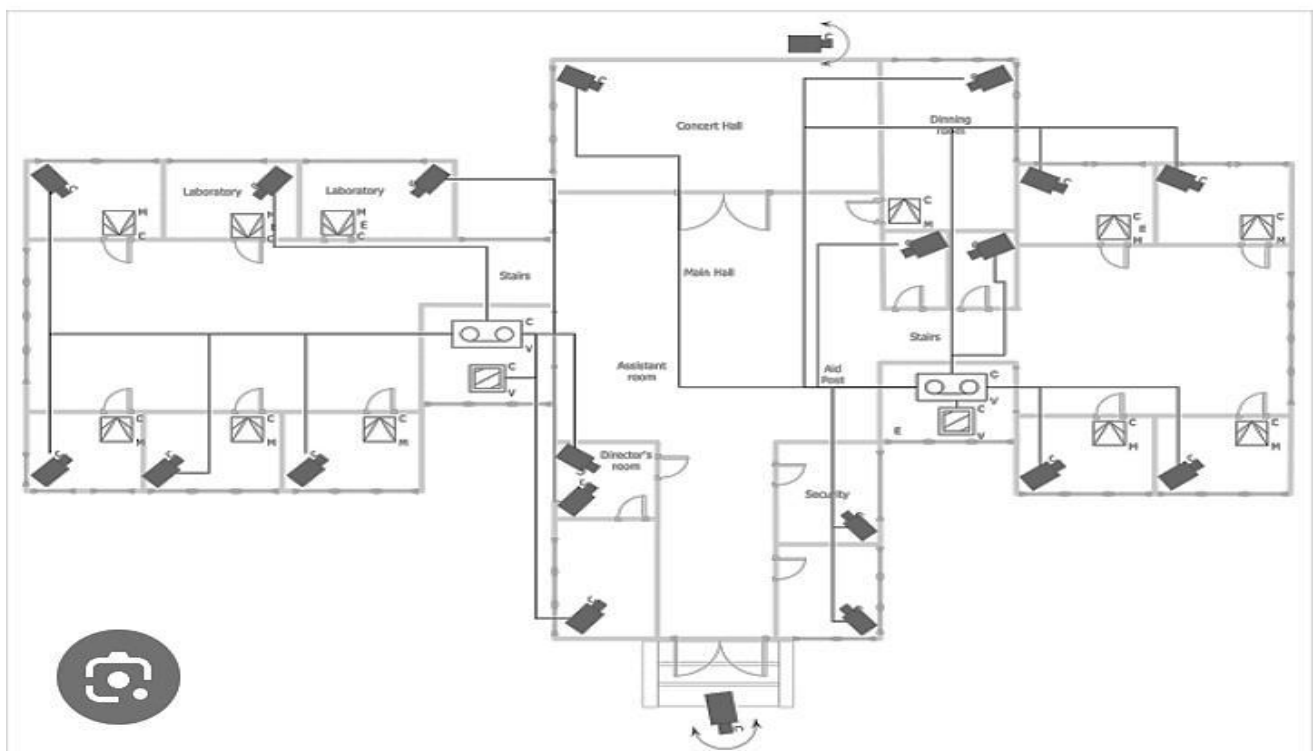 Concert Hall
Dinning
room
C
C
Laboratory
Laboratory
M
C
M
M
E
C
C
M
C
E
M
C
M
Stairs
Main Hall
C
V
C
V
Stairs
Assistant
room
Aid
Post
C
V
C
V
E
C
M
C
M
C
M
C
M
C
M
Director's
room
Security